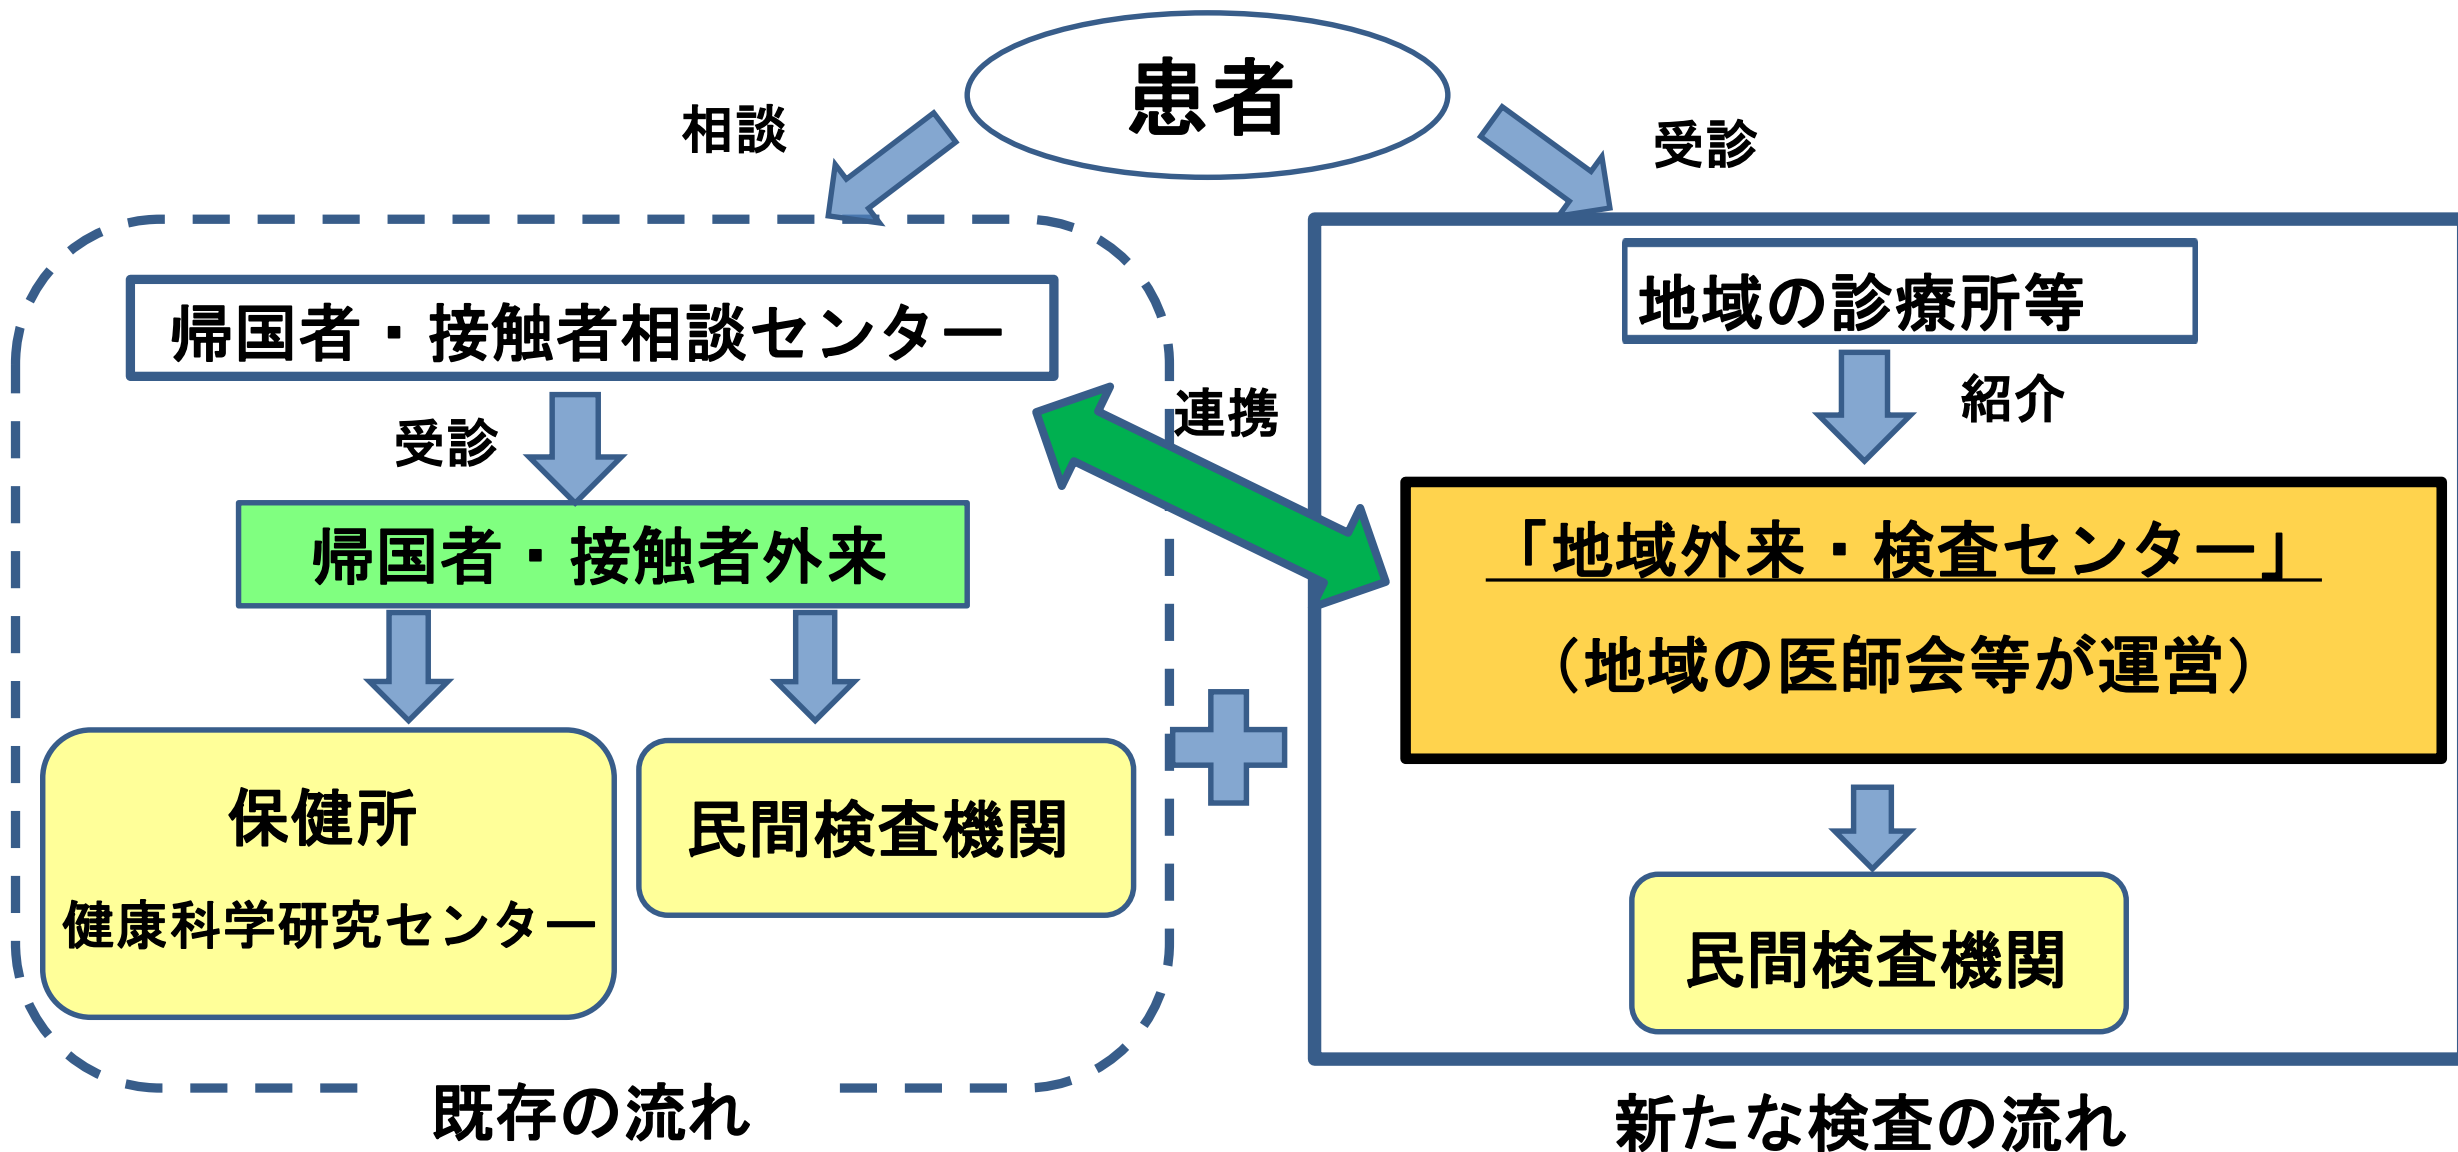 患者
相談
受診
帰国者・接触者相談センター
受診
帰国者・接触者外来
保健所
健康科学研究センター
民間検査機関
既存の流れ
連携
地域の診療所等
紹介
「地域外来・検査センター」
（地域の医師会等が運営）
民間検査機関
新たな検査の流れ